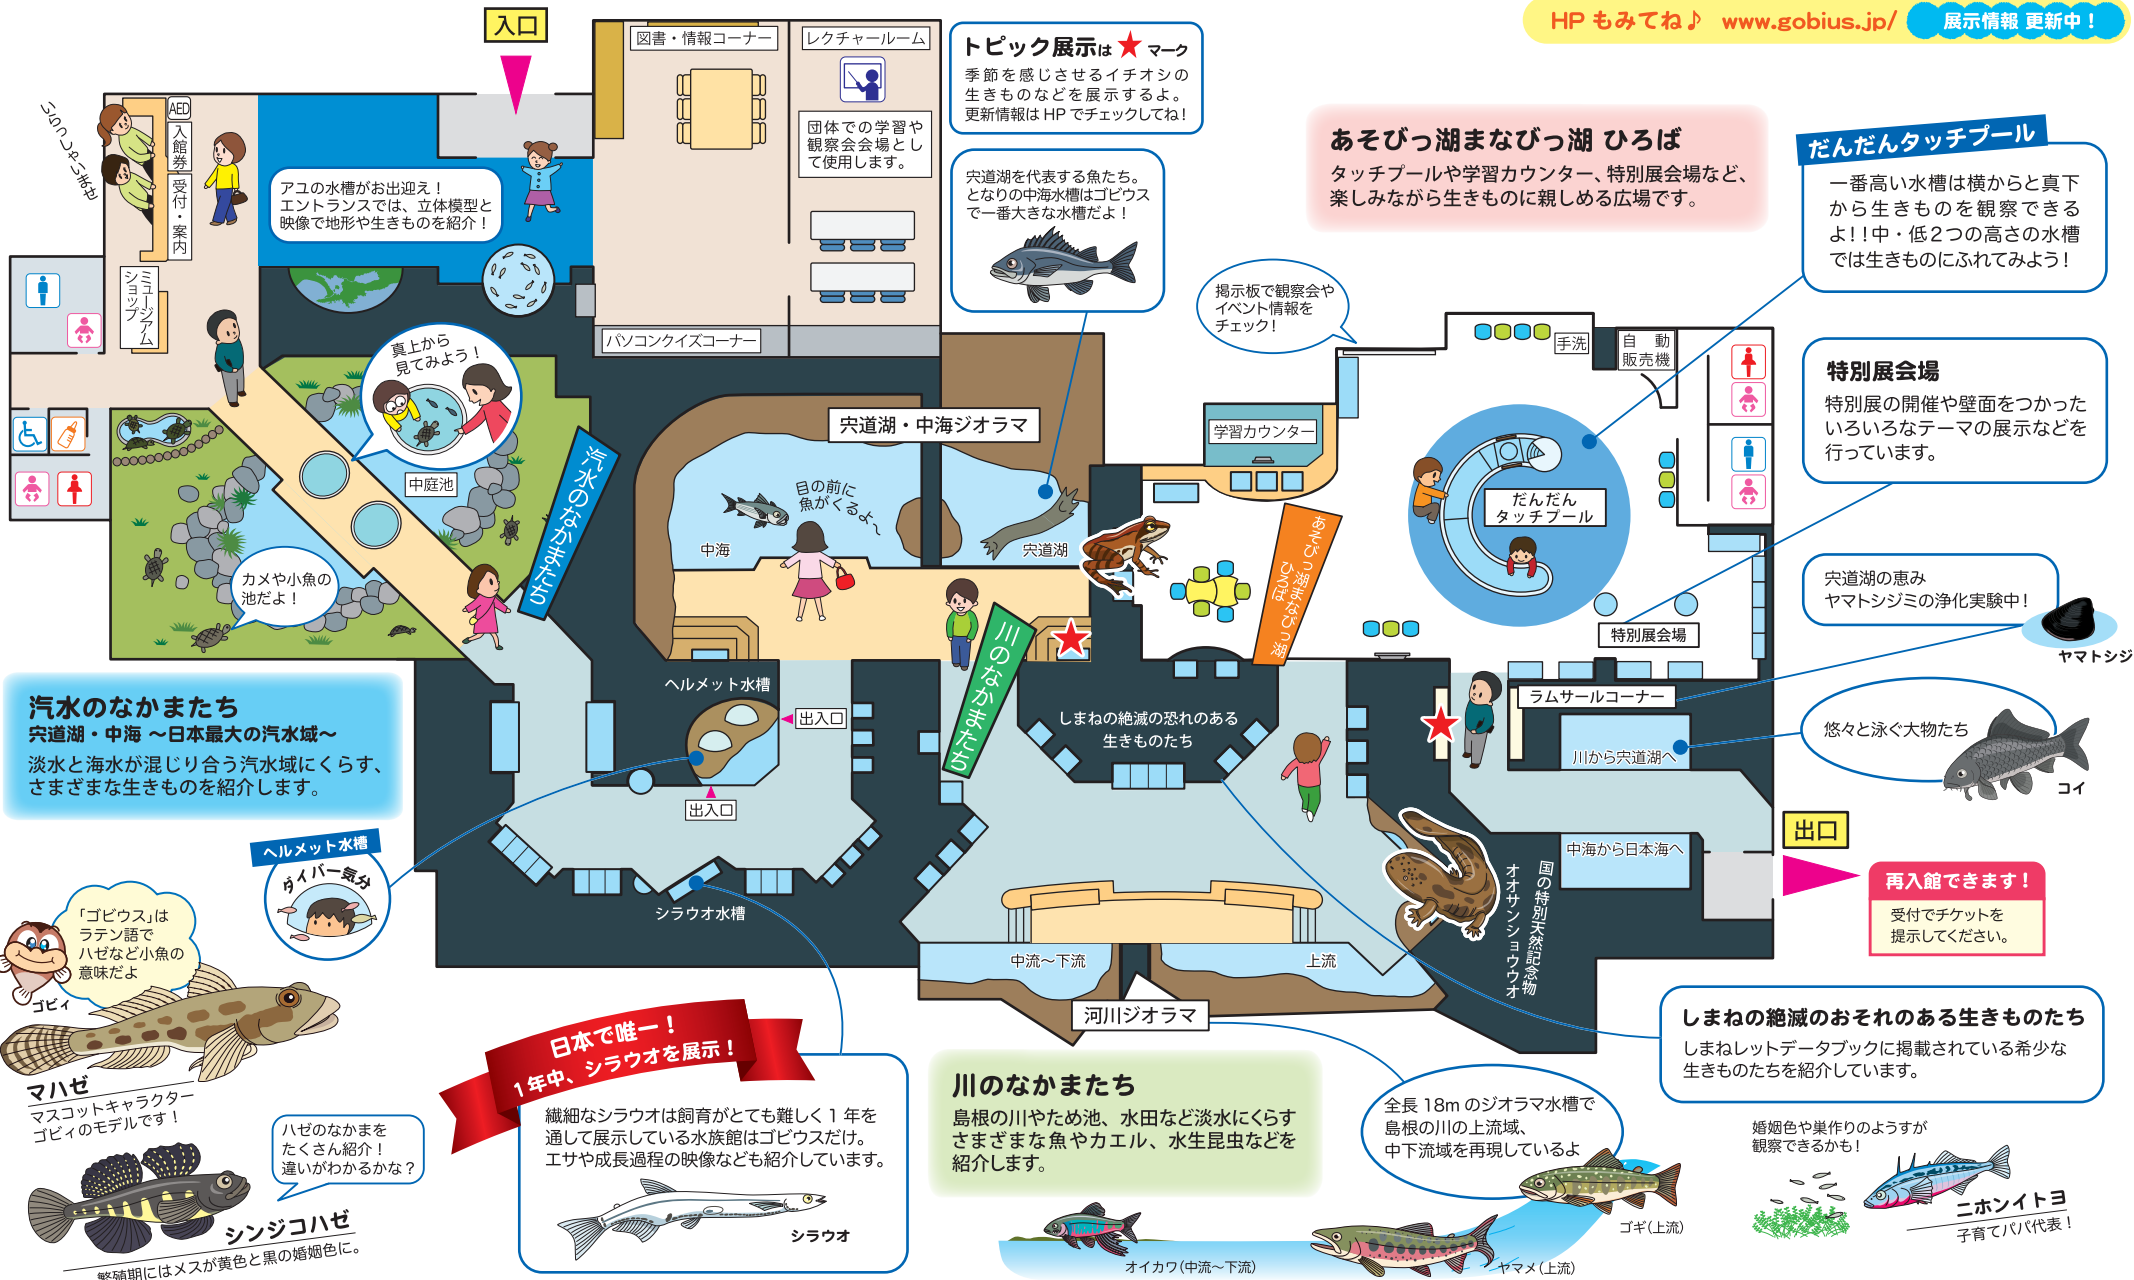 HP もみてね♪ www.gobius.jp/
展示情報 更新中！
入口
図書・情報コーナー
レクチャールーム
団体での学習や
観察会会場とし
て使用します。
トピック展示は ★ マーク
季節を感じさせるイチオシの
生きものなどを展示するよ。
更新情報は HP でチェックしてね！
宍道湖を代表する魚たち。
となりの中海水槽はゴビウス
で一番大きな水槽だよ！
あそびっ湖まなびっ湖 ひろば
タッチプールや学習カウンター、特別展会場など、
楽しみながら生きものに親しめる広場です。
だんだんタッチプール
一番高い水槽は横からと真下
から生きものを観察できる
よ！！中・低２つの高さの水槽
では生きものにふれてみよう！
いらっしゃいませ
AED
入館券
受付・案内
ミュージアム
ショップ
アユの水槽がお出迎え！
エントランスでは、立体模型と
映像で地形や生きものを紹介！
パソコンクイズコーナー
掲示板で観察会や
イベント情報を
チェック！
手洗
自動
販売機
特別展会場
特別展の開催や壁面をつかった
いろいろなテーマの展示などを
行っています。
真上から
見てみよう！
中庭池
カメや小魚の
池だよ！
汽水のなかまたち
宍道湖・中海ジオラマ
目の前に
魚がくるよ～
中海
宍道湖
学習カウンター
あそびっ湖まなびっ湖
ひろば
だんだん
タッチプール
特別展会場
宍道湖の恵み
ヤマトシジミの浄化実験中！
ヤマトシジ
川のなかまたち
汽水のなかまたち
宍道湖・中海 ～日本最大の汽水域～
淡水と海水が混じり合う汽水域にくらす、
さまざまな生きものを紹介します。
ヘルメット水槽
出入口
出入口
しまねの絶滅の恐れのある
生きものたち
ラムサールコーナー
川から宍道湖へ
悠々と泳ぐ大物たち
コイ
出口
中海から日本海へ
再入館できます！
受付でチケットを
提示してください。
ヘルメット水槽
ダイバー気分
シラウオ水槽
国の特別天然記念物
オオサンショウウオ
中流～下流
上流
河川ジオラマ
「ゴビウス」は
ラテン語で
ハゼなど小魚の
意味だよ
ゴビィ
マハゼ
マスコットキャラクター
ゴビィのモデルです！
ハゼのなかまを
たくさん紹介！
違いがわかるかな？
シンジコハゼ
繁殖期にはメスが黄色と黒の婚姻色に。
日本で唯一！
１年中、シラウオを展示！
繊細なシラウオは飼育がとても難しく１年を
通して展示している水族館はゴビウスだけ。
エサや成長過程の映像なども紹介しています。
シラウオ
川のなかまたち
島根の川やため池、水田など淡水にくらす
さまざまな魚やカエル、水生昆虫などを
紹介します。
全長 18m のジオラマ水槽で
島根の川の上流域、
中下流域を再現しているよ
オイカワ（中流～下流）
ヤマメ（上流）
ゴギ（上流）
しまねの絶滅のおそれのある生きものたち
しまねレットデータブックに掲載されている希少な
生きものたちを紹介しています。
婚姻色や巣作りのようすが
観察できるかも！
ニホンイトヨ
子育てパパ代表！